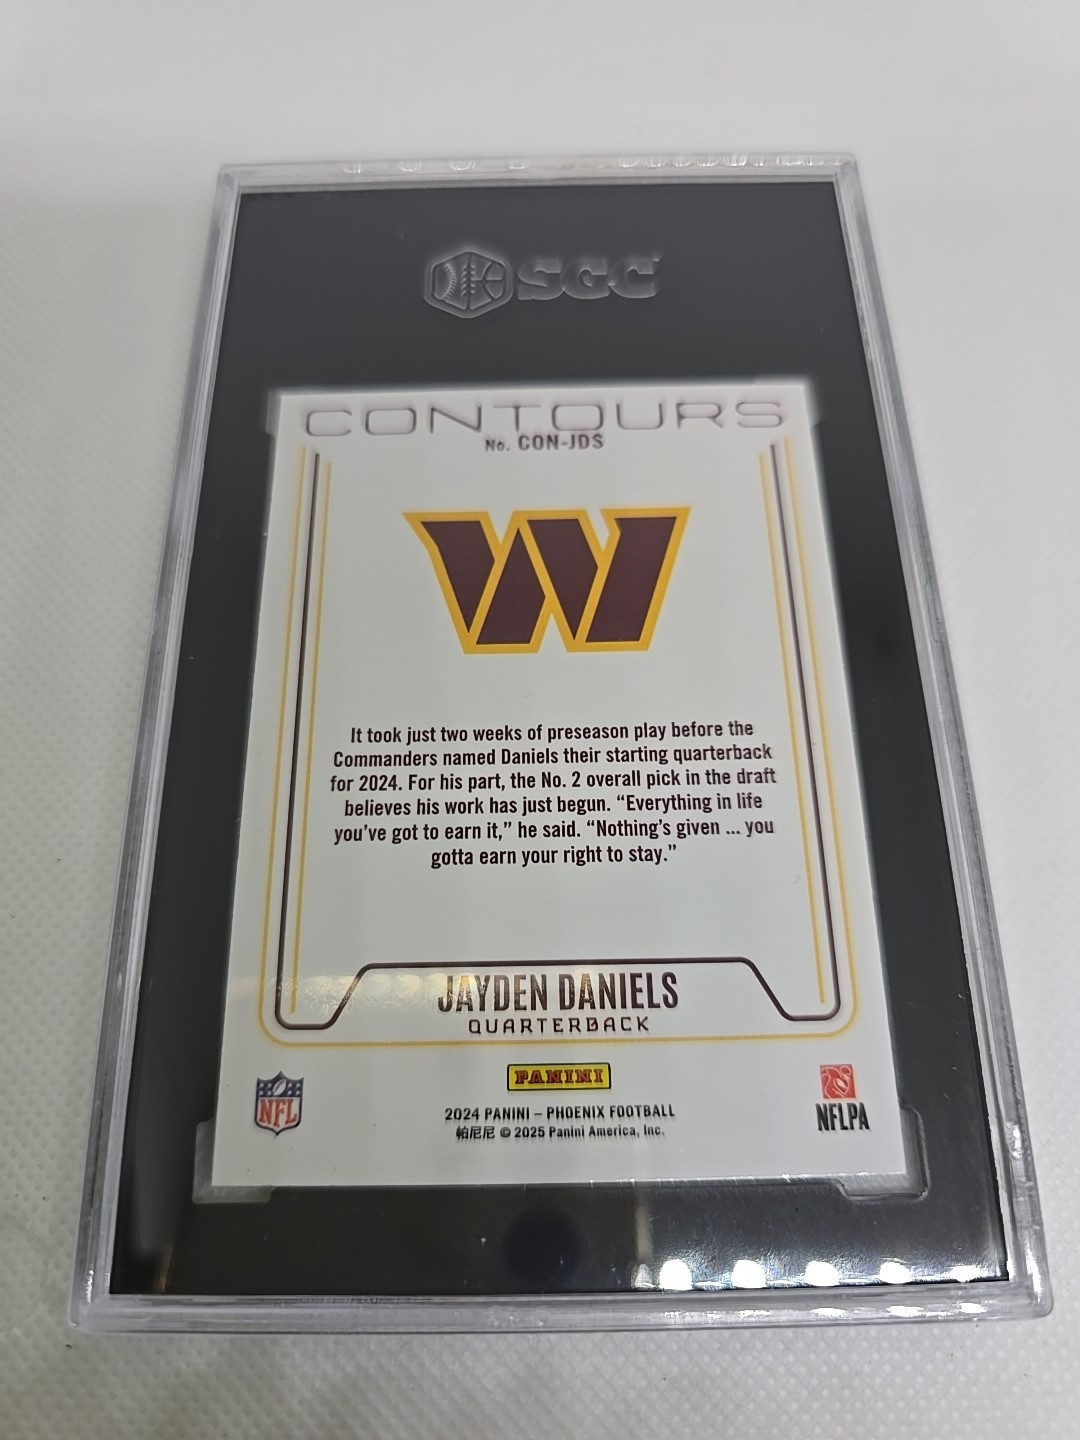 SGC
CONTOURS
No. CON-JDS
W
It took just two weeks of preseason play before the
Commanders named Daniels their starting quarterback
for 2024. For his part, the No. 2 overall pick in the draft
believes his work has just begun. “Everything in life
you’ve got to earn it,” he said. “Nothing’s given ... you
gotta earn your right to stay.”
JAYDEN DANIELS
QUARTERBACK
PANINI
NFL
NFLPA
2024 PANINI – PHOENIX FOOTBALL
帕尼尼 © 2025 Panini America, Inc.